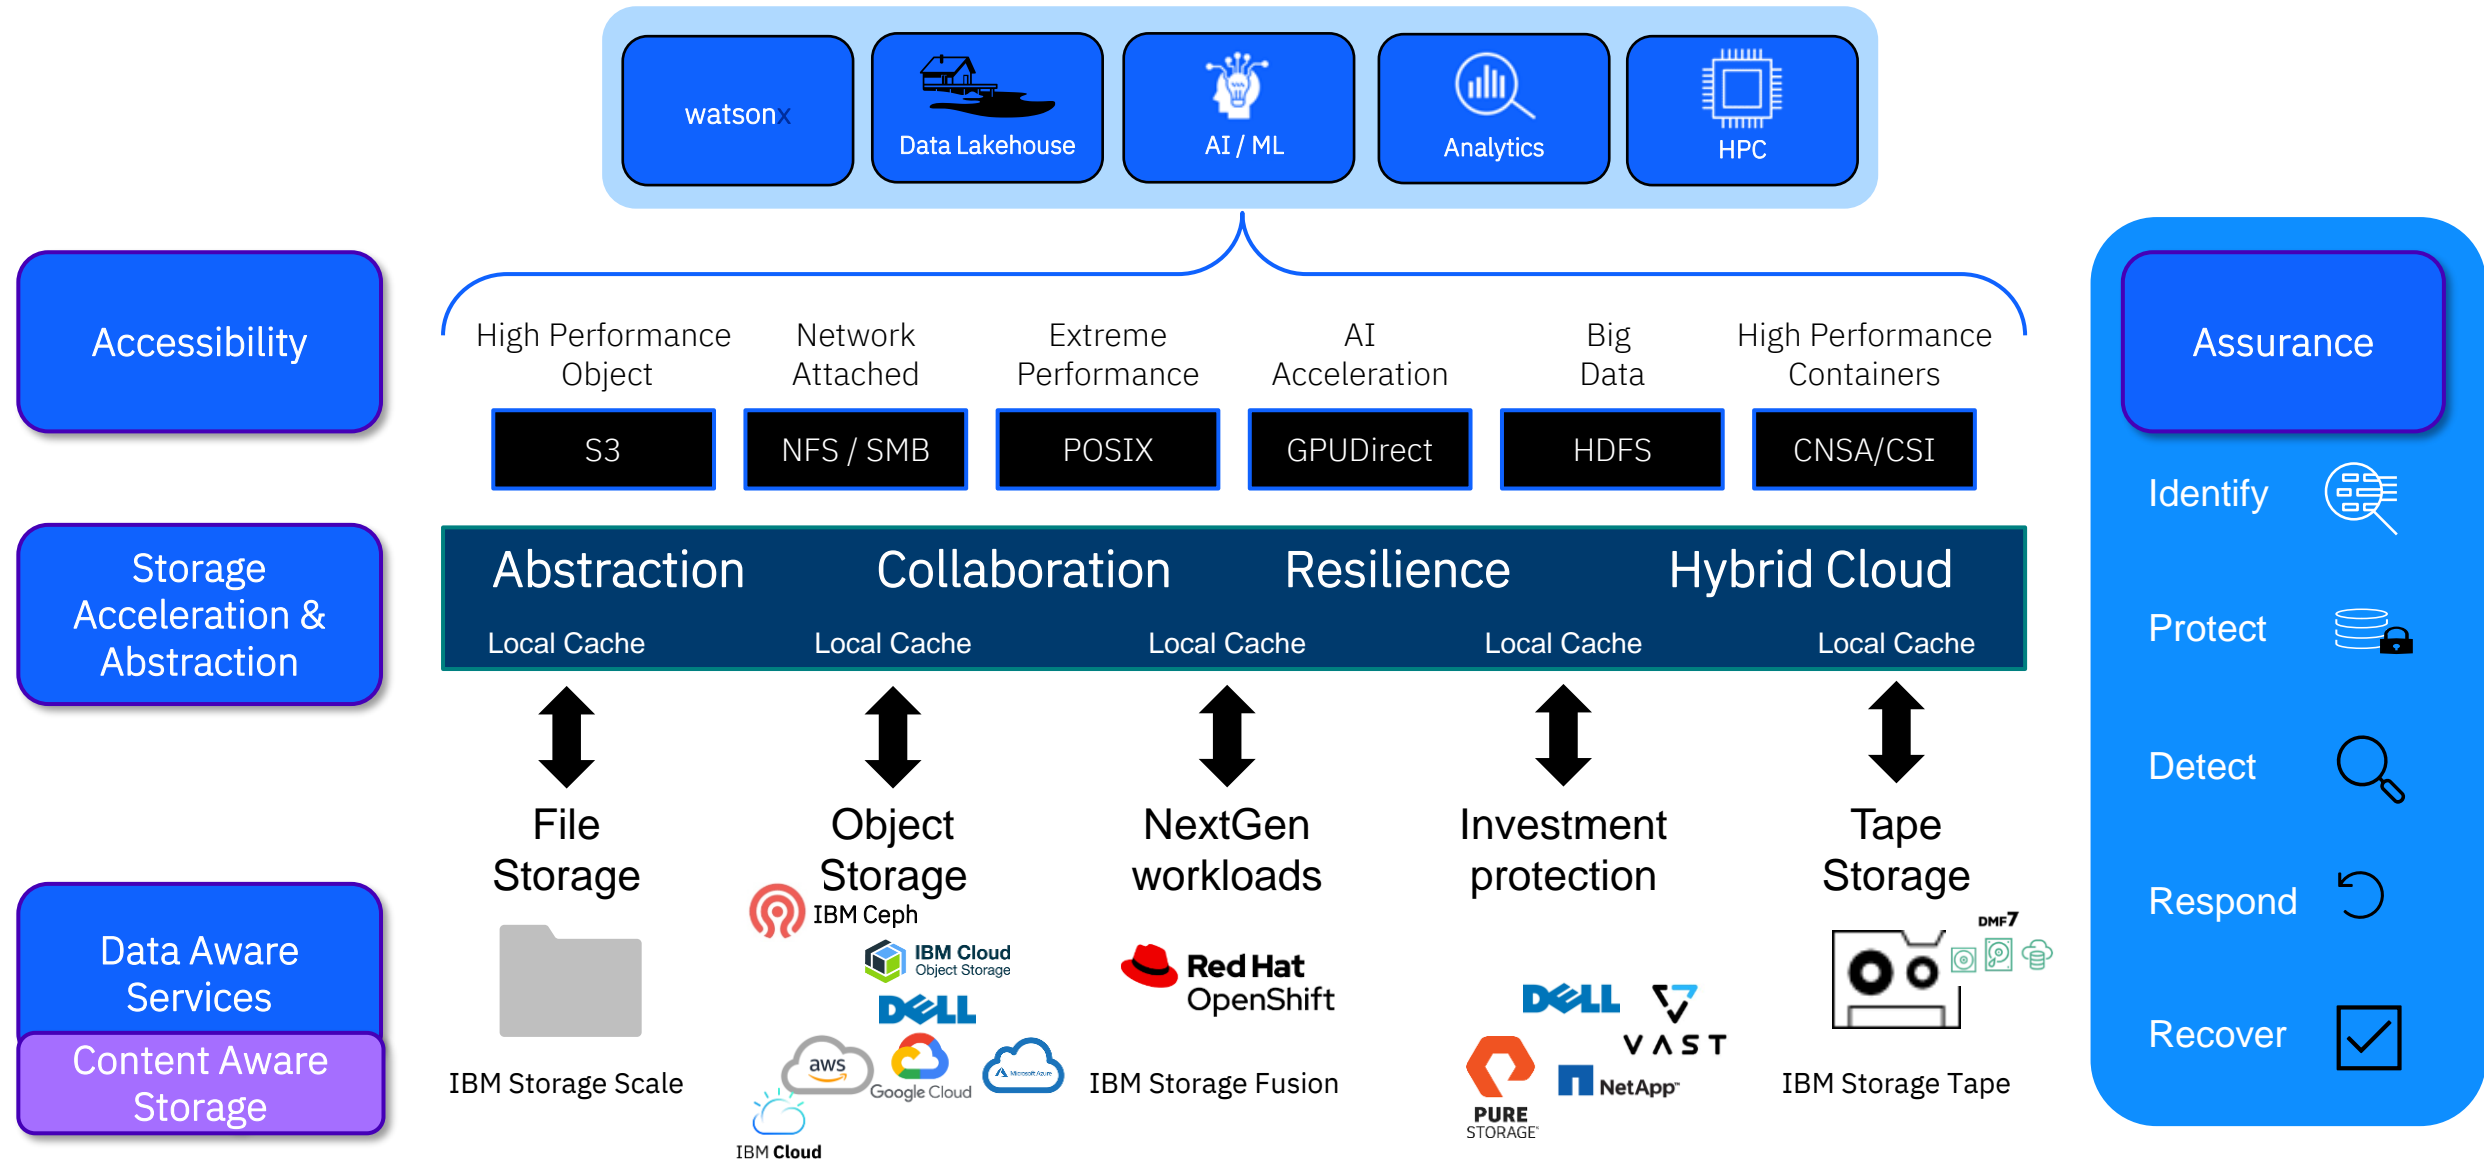 watsonx
Data Lakehouse
AI / ML
Analytics
HPC
Accessibility
High Performance
Object
Network
Attached
Extreme
Performance
AI
Acceleration
Big
Data
High Performance
Containers
S3
NFS / SMB
POSIX
GPUDirect
HDFS
CNSA/CSI
Storage
Acceleration &
Abstraction
Abstraction
Collaboration
Resilience
Hybrid Cloud
Local Cache
Local Cache
Local Cache
Local Cache
Local Cache
Data Aware
Services
Content Aware
Storage
File
Storage
IBM Storage Scale
Object
Storage
IBM Ceph
IBM Cloud
Object Storage
DELL
aws
Google Cloud
Microsoft Azure
IBM Cloud
NextGen
workloads
Red Hat
OpenShift
IBM Storage Fusion
Investment
protection
DELL
VAST
PURE
STORAGE
NetApp™
Tape
Storage
DMF7
IBM Storage Tape
Assurance
Identify
Protect
Detect
Respond
Recover